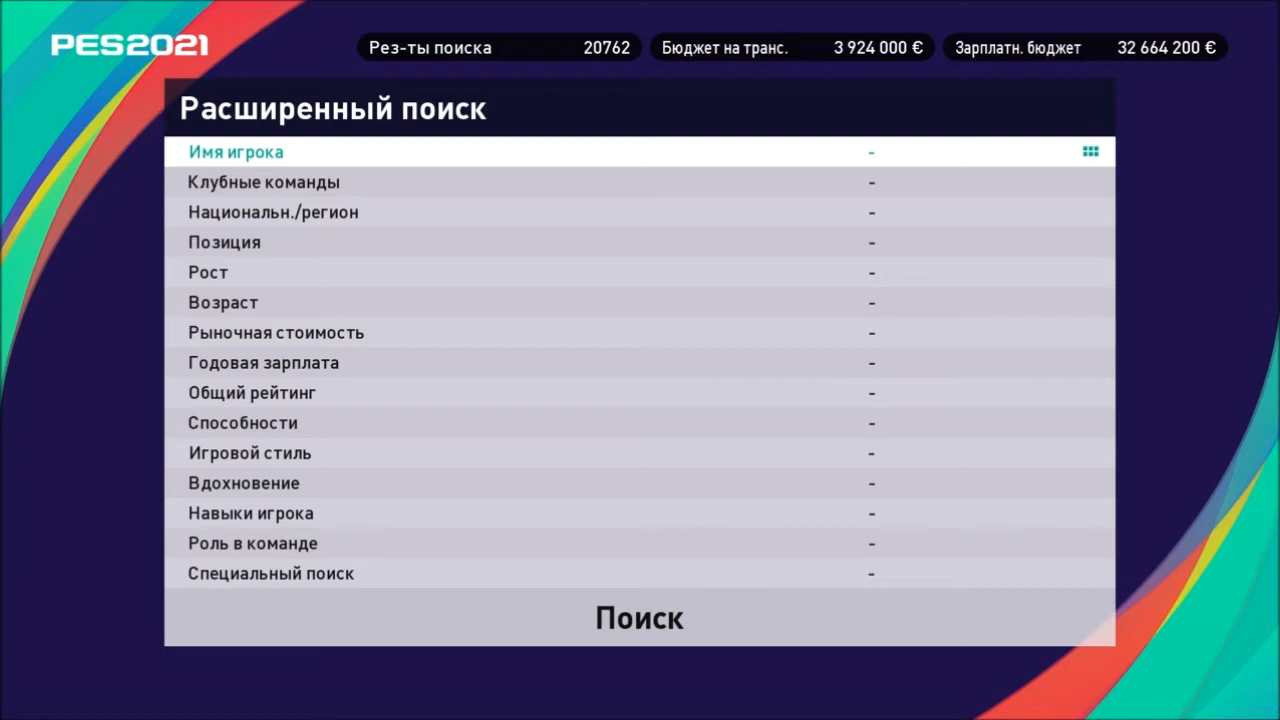 PES2021
Рез-ты поиска 20762 Бюджет на транс. 3 924 000 € Зарплатн. бюджет 32 664 200 €
Расширенный поиск
Имя игрока -
Клубные команды -
Национальн./регион -
Позиция -
Рост -
Возраст -
Рыночная стоимость -
Годовая зарплата -
Общий рейтинг -
Способности -
Игровой стиль -
Вдохновение -
Навыки игрока -
Роль в команде -
Специальный поиск -
Поиск